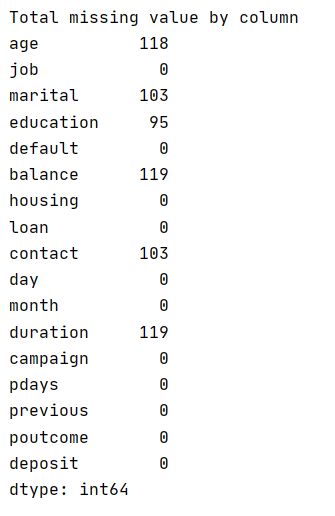 Total missing value by column
age          118
job            0
marital      103
education     95
default        0
balance      119
housing        0
loan           0
contact      103
day            0
month          0
duration     119
campaign       0
pdays          0
previous       0
poutcome       0
deposit        0
dtype: int64